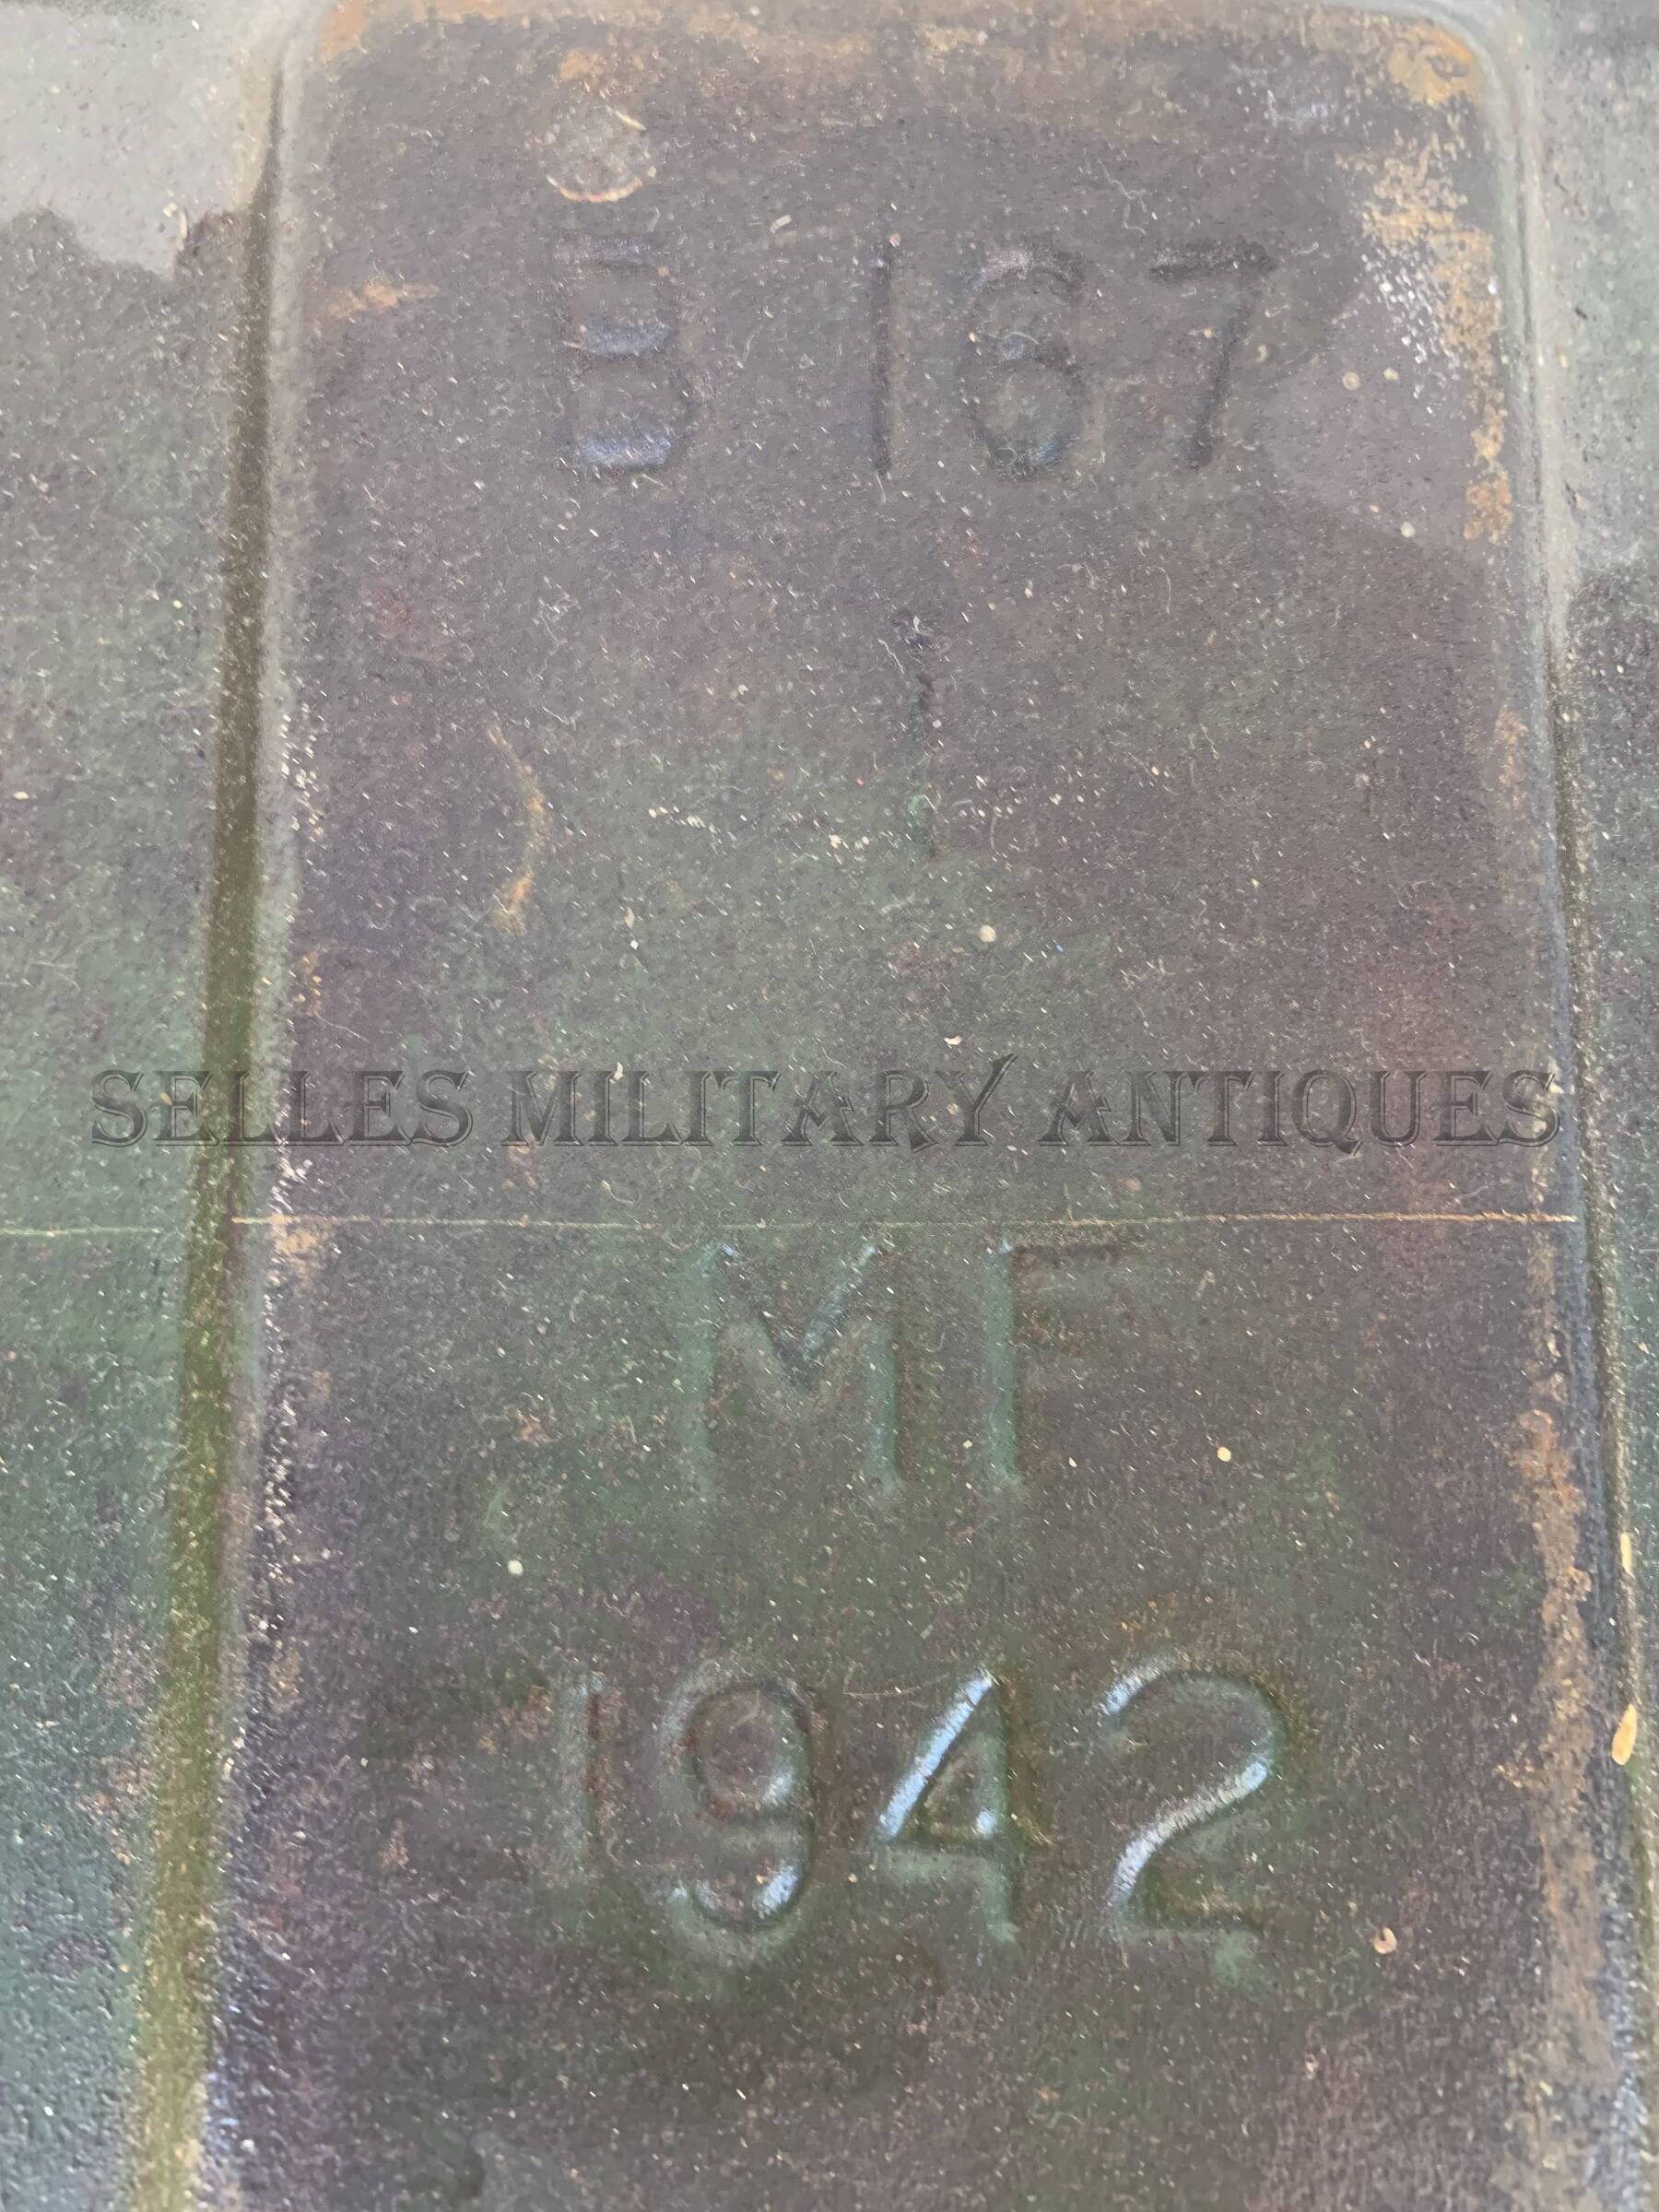 B 167
SELLES MILITARY ANTIQUES
MF
1942